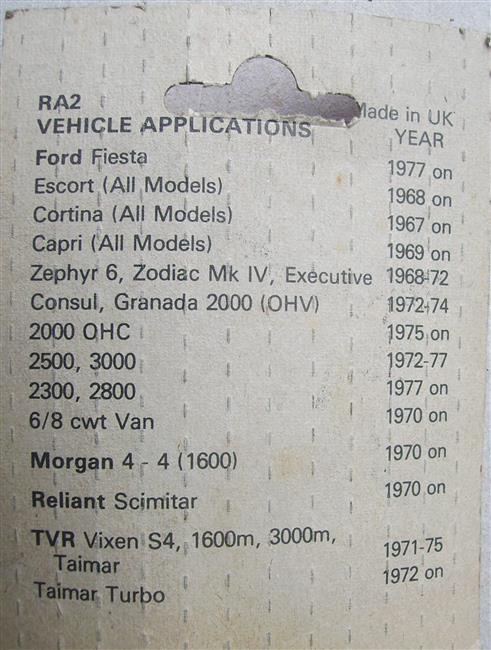 RA2 Made in UK
VEHICLE APPLICATIONS YEAR
Ford Fiesta 1977 on
Escort (All Models) 1968 on
Cortina (All Models) 1967 on
Capri (All Models) 1969 on
Zephyr 6, Zodiac Mk IV, Executive 1968-72
Consul, Granada 2000 (OHV) 1972-74
2000 OHC 1975 on
2500, 3000 1972-77
2300, 2800 1977 on
6/8 cwt Van 1970 on
Morgan 4 - 4 (1600) 1970 on
Reliant Scimitar 1970 on
TVR Vixen S4, 1600m, 3000m, 1971-75
Taimar 1972 on
Taimar Turbo